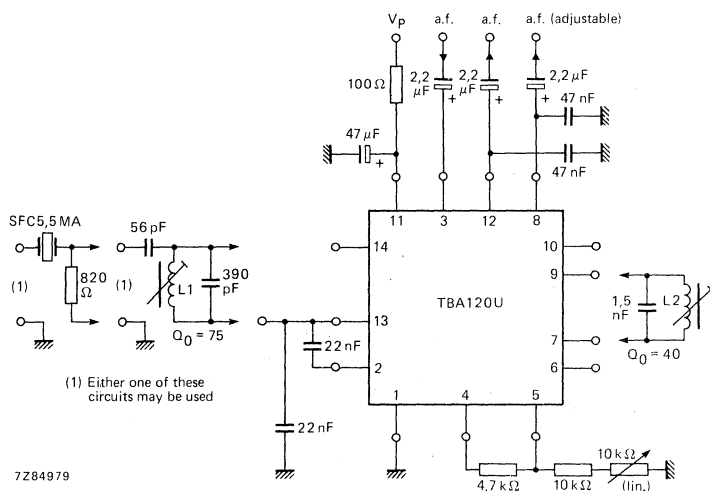 Vp a.f. a.f. a.f. (adjustable)
100Ω
2,2 μF
2,2 μF
2,2 μF
47 nF
47 μF
47 nF
+ + + +
11 3 12 8
SFC5,5MA
56 pF
14
10
(1)
820 Ω
(1)
L1
390 pF
TBA120U
9
1,5 nF
L2
13
7
Q0 = 75
22 nF
Q0 = 40
2
6
(1) Either one of these
circuits may be used
1 4 5
22 nF
10 kΩ
7Z84979
4,7 kΩ
10 kΩ
(lin.)